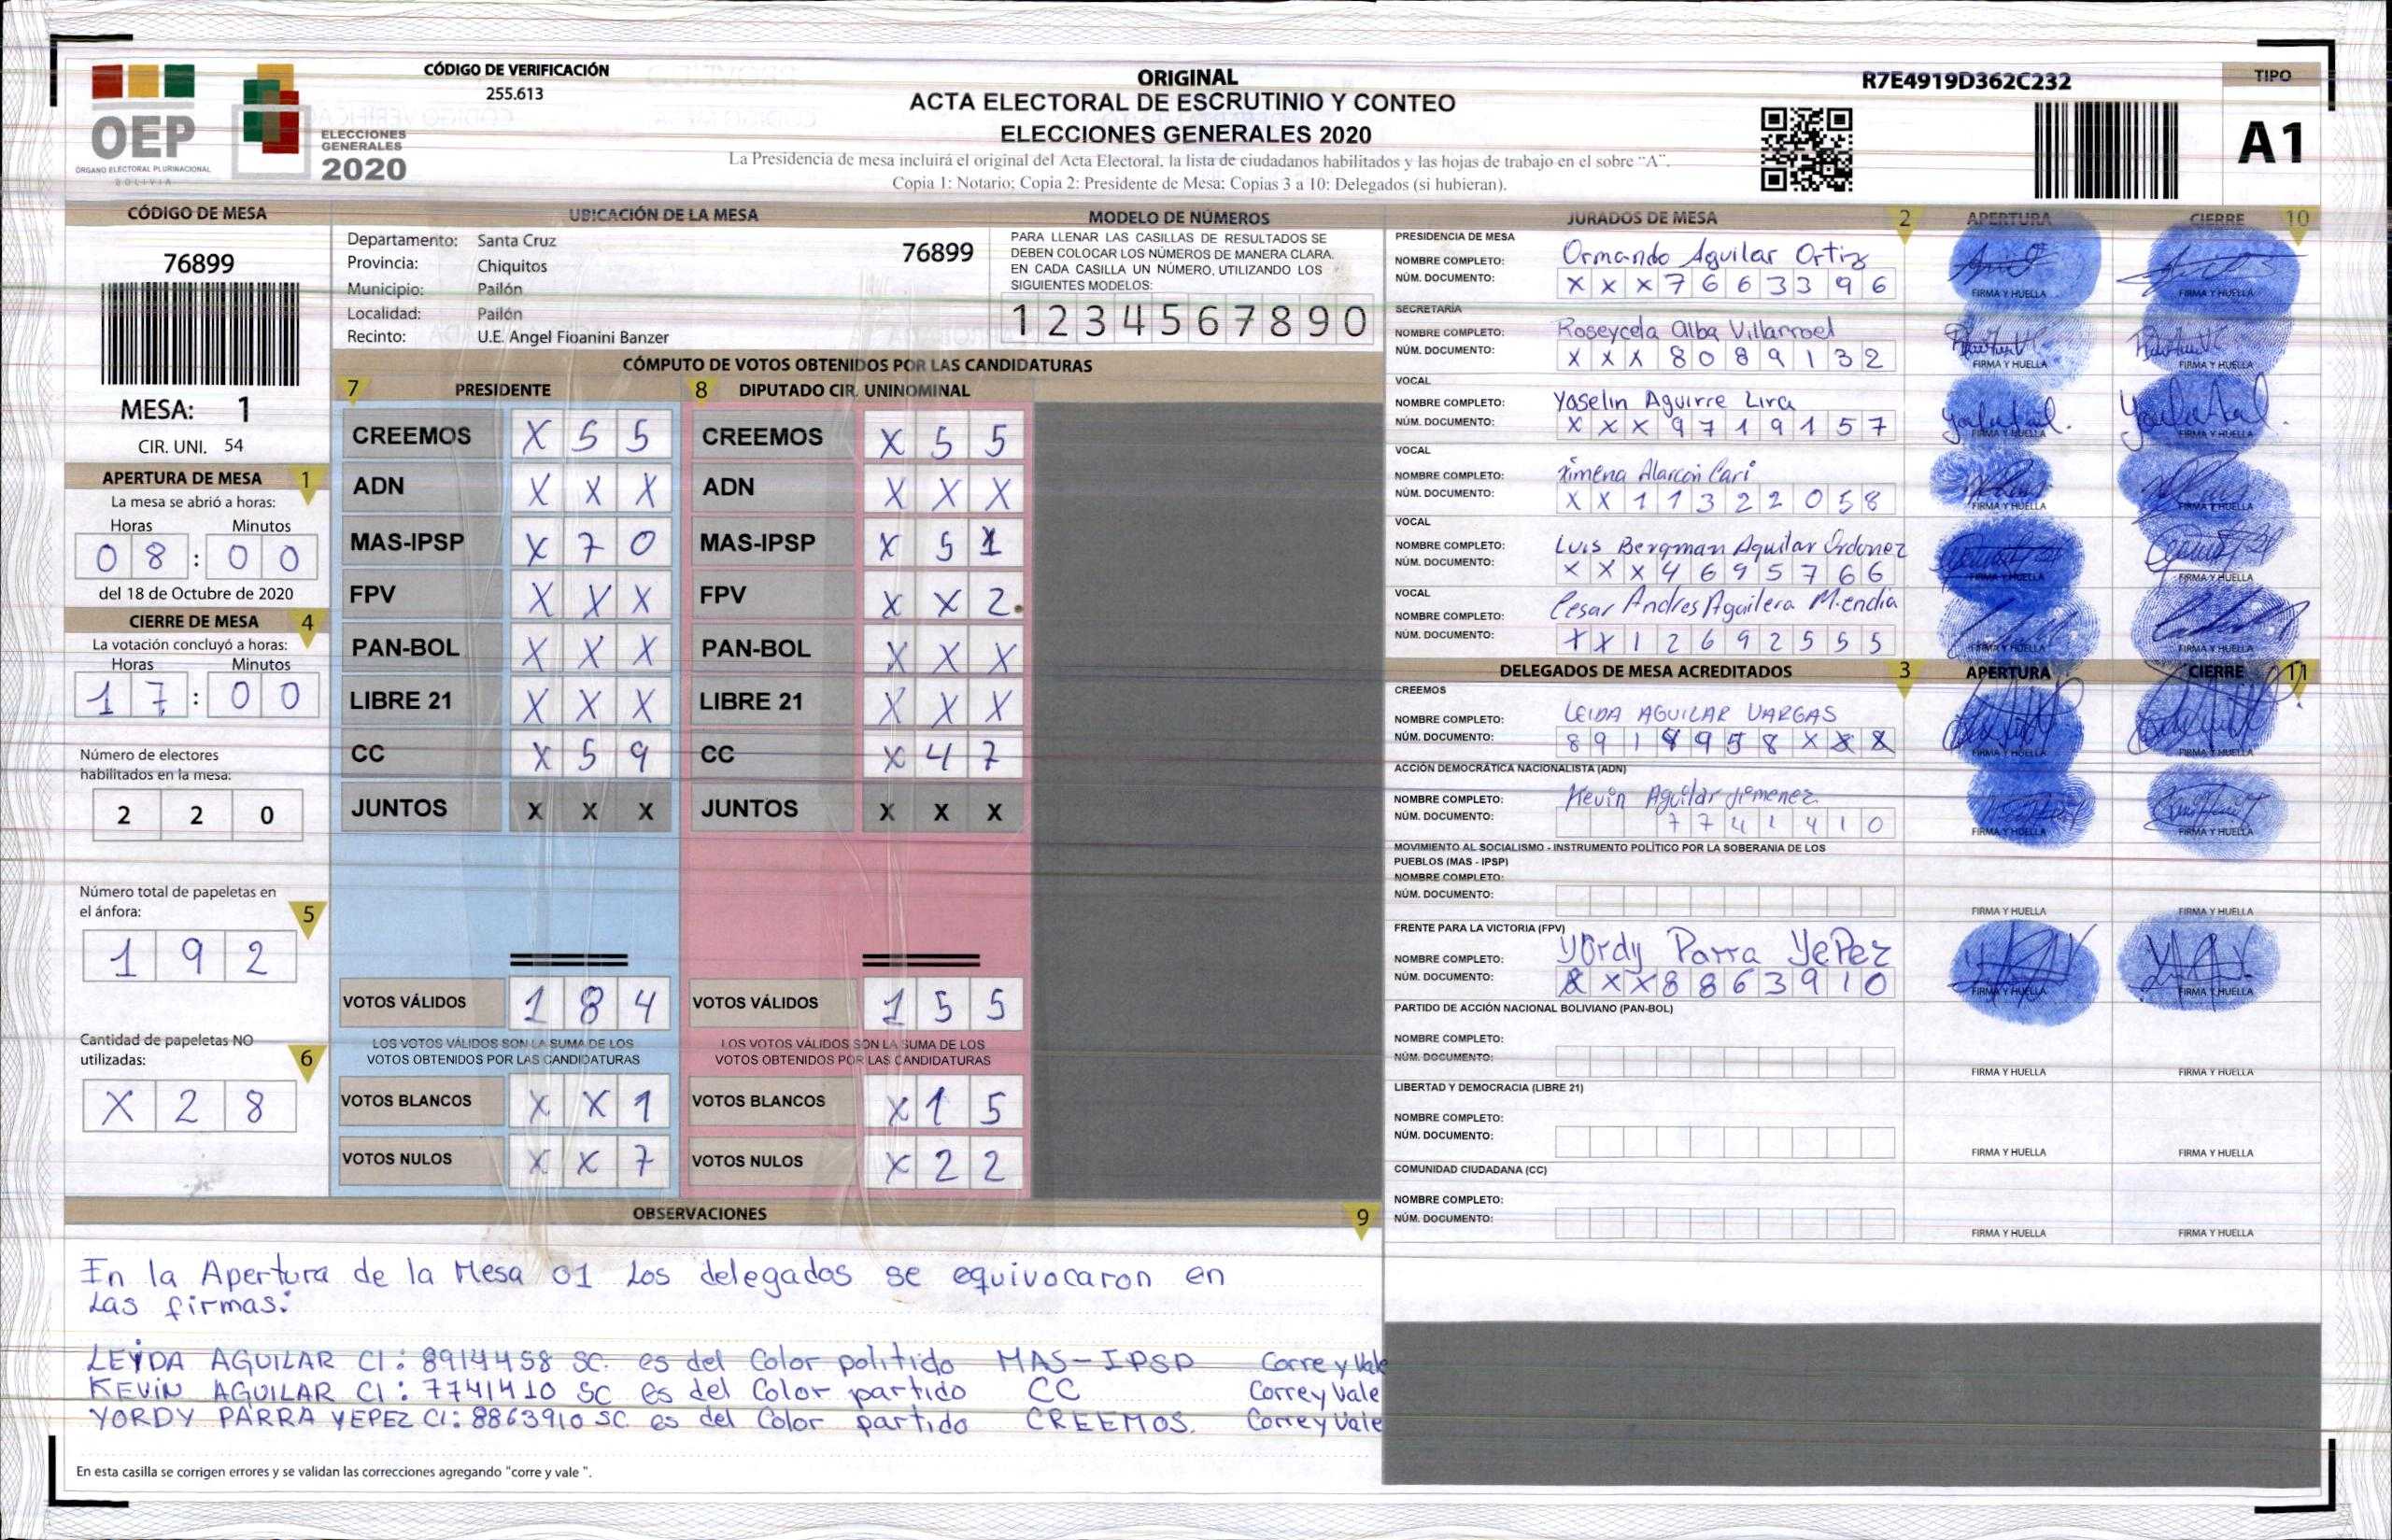 CÓDIGO DE VERIFICACIÓN
255.613
OEP
ÓRGANO ELECTORAL PLURINACIONAL
BOLIVIA
ELECCIONES
GENERALES
2020
ORIGINAL
ACTA ELECTORAL DE ESCRUTINIO Y CONTEO
ELECCIONES GENERALES 2020
La Presidencia de mesa incluirá el original del Acta Electoral, la lista de ciudadanos habilitados y las hojas de trabajo en el sobre "A".
Copia 1: Notario; Copia 2: Presidente de Mesa; Copias 3 a 10: Delegados (si hubieran).
R7E4919D362C232
TIPO
A1
CÓDIGO DE MESA
76899
MESA: 1
CIR. UNI. 54
APERTURA DE MESA 1
La mesa se abrió a horas:
Horas Minutos
0 8 : 0 0
del 18 de Octubre de 2020
CIERRE DE MESA 4
La votación concluyó a horas:
Horas Minutos
1 7 : 0 0
Número de electores
habilitados en la mesa:
2 2 0
Número total de papeletas en
el ánfora: 5
1 9 2
Cantidad de papeletas NO
utilizadas: 6
X 2 8
UBICACIÓN DE LA MESA
Departamento: Santa Cruz
Provincia: Chiquitos
Municipio: Pailón
Localidad: Pailón
Recinto: U.E. Angel Fioanini Banzer
76899
MODELO DE NÚMEROS
PARA LLENAR LAS CASILLAS DE RESULTADOS SE
DEBEN COLOCAR LOS NÚMEROS DE MANERA CLARA.
EN CADA CASILLA UN NÚMERO, UTILIZANDO LOS
SIGUIENTES MODELOS:
1 2 3 4 5 6 7 8 9 0
CÓMPUTO DE VOTOS OBTENIDOS POR LAS CANDIDATURAS
7 PRESIDENTE 8 DIPUTADO CIR. UNINOMINAL
CREEMOS X 5 5 CREEMOS X 5 5
ADN X X X ADN X X X
MAS-IPSP X 7 0 MAS-IPSP X 5 1
FPV X X X FPV X X 2
PAN-BOL X X X PAN-BOL X X X
LIBRE 21 X X X LIBRE 21 X X X
CC X 5 9 CC X 4 7
JUNTOS X X X JUNTOS X X X
VOTOS VÁLIDOS 1 8 4 VOTOS VÁLIDOS 1 5 5
LOS VOTOS VÁLIDOS SON LA SUMA DE LOS LOS VOTOS VÁLIDOS SON LA SUMA DE LOS
VOTOS OBTENIDOS POR LAS CANDIDATURAS VOTOS OBTENIDOS POR LAS CANDIDATURAS
VOTOS BLANCOS X X 1 VOTOS BLANCOS X 1 5
VOTOS NULOS X X 7 VOTOS NULOS X 2 2
OBSERVACIONES 9
In la Apertura de la Mesa 01 Los delegados se equivocaron en
Las firmas:
LEYDA AGUILAR CI: 8914458 SC. es del Color politido MAS-IPSP Corre y Vale
KEVIN AGUILAR CI: 7741410 SC es del Color partido CC Corre y Vale
YORDY PARRA YEPEZ CI: 8863910 SC es del Color partido CREEMOS. Corre y Vale
En esta casilla se corrigen errores y se validan las correcciones agregando "corre y vale ".
JURADOS DE MESA 2 APERTURA CIERRE 10
PRESIDENCIA DE MESA
NOMBRE COMPLETO: Ormando Aguilar Ortiz
NÚM. DOCUMENTO: X X X 7 6 6 3 3 9 6
FIRMA Y HUELLA FIRMA Y HUELLA
SECRETARÍA
NOMBRE COMPLETO: Roseycela Alba Villarroel
NÚM. DOCUMENTO: X X X 8 0 8 9 1 3 2
FIRMA Y HUELLA FIRMA Y HUELLA
VOCAL
NOMBRE COMPLETO: Yoselin Aguirre Lira
NÚM. DOCUMENTO: X X X 9 7 1 9 1 5 7
FIRMA Y HUELLA FIRMA Y HUELLA
VOCAL
NOMBRE COMPLETO: Ximena Alarcon Cari
NÚM. DOCUMENTO: X X 1 1 3 2 2 0 5 8
FIRMA Y HUELLA FIRMA Y HUELLA
VOCAL
NOMBRE COMPLETO: Luis Bergman Aguilar Ordonez
NÚM. DOCUMENTO: X X X 4 6 9 5 7 6 6
FIRMA Y HUELLA FIRMA Y HUELLA
VOCAL
NOMBRE COMPLETO: Cesar Andres Aguilera Mendia
NÚM. DOCUMENTO: X X 1 2 6 9 2 5 5 5
FIRMA Y HUELLA FIRMA Y HUELLA
DELEGADOS DE MESA ACREDITADOS 3 APERTURA CIERRE 11
CREEMOS
NOMBRE COMPLETO: LEIDA AGUILAR VARGAS
NÚM. DOCUMENTO:
FIRMA Y HUELLA FIRMA Y HUELLA
ACCIÓN DEMOCRÁTICA NACIONALISTA (ADN)
NOMBRE COMPLETO: Kevin Aguilar Jimenez
NÚM. DOCUMENTO: 7 7 4 1 4 1 0
FIRMA Y HUELLA FIRMA Y HUELLA
MOVIMIENTO AL SOCIALISMO - INSTRUMENTO POLÍTICO POR LA SOBERANIA DE LOS
PUEBLOS (MAS - IPSP)
NOMBRE COMPLETO:
NÚM. DOCUMENTO:
FIRMA Y HUELLA FIRMA Y HUELLA
FRENTE PARA LA VICTORIA (FPV)
NOMBRE COMPLETO: Yordy Parra YePez
NÚM. DOCUMENTO: X X X 8 8 6 3 9 1 0
FIRMA Y HUELLA FIRMA Y HUELLA
PARTIDO DE ACCIÓN NACIONAL BOLIVIANO (PAN-BOL)
NOMBRE COMPLETO:
NÚM. DOCUMENTO:
FIRMA Y HUELLA FIRMA Y HUELLA
LIBERTAD Y DEMOCRACIA (LIBRE 21)
NOMBRE COMPLETO:
NÚM. DOCUMENTO:
FIRMA Y HUELLA FIRMA Y HUELLA
COMUNIDAD CIUDADANA (CC)
NOMBRE COMPLETO:
NÚM. DOCUMENTO:
FIRMA Y HUELLA FIRMA Y HUELLA